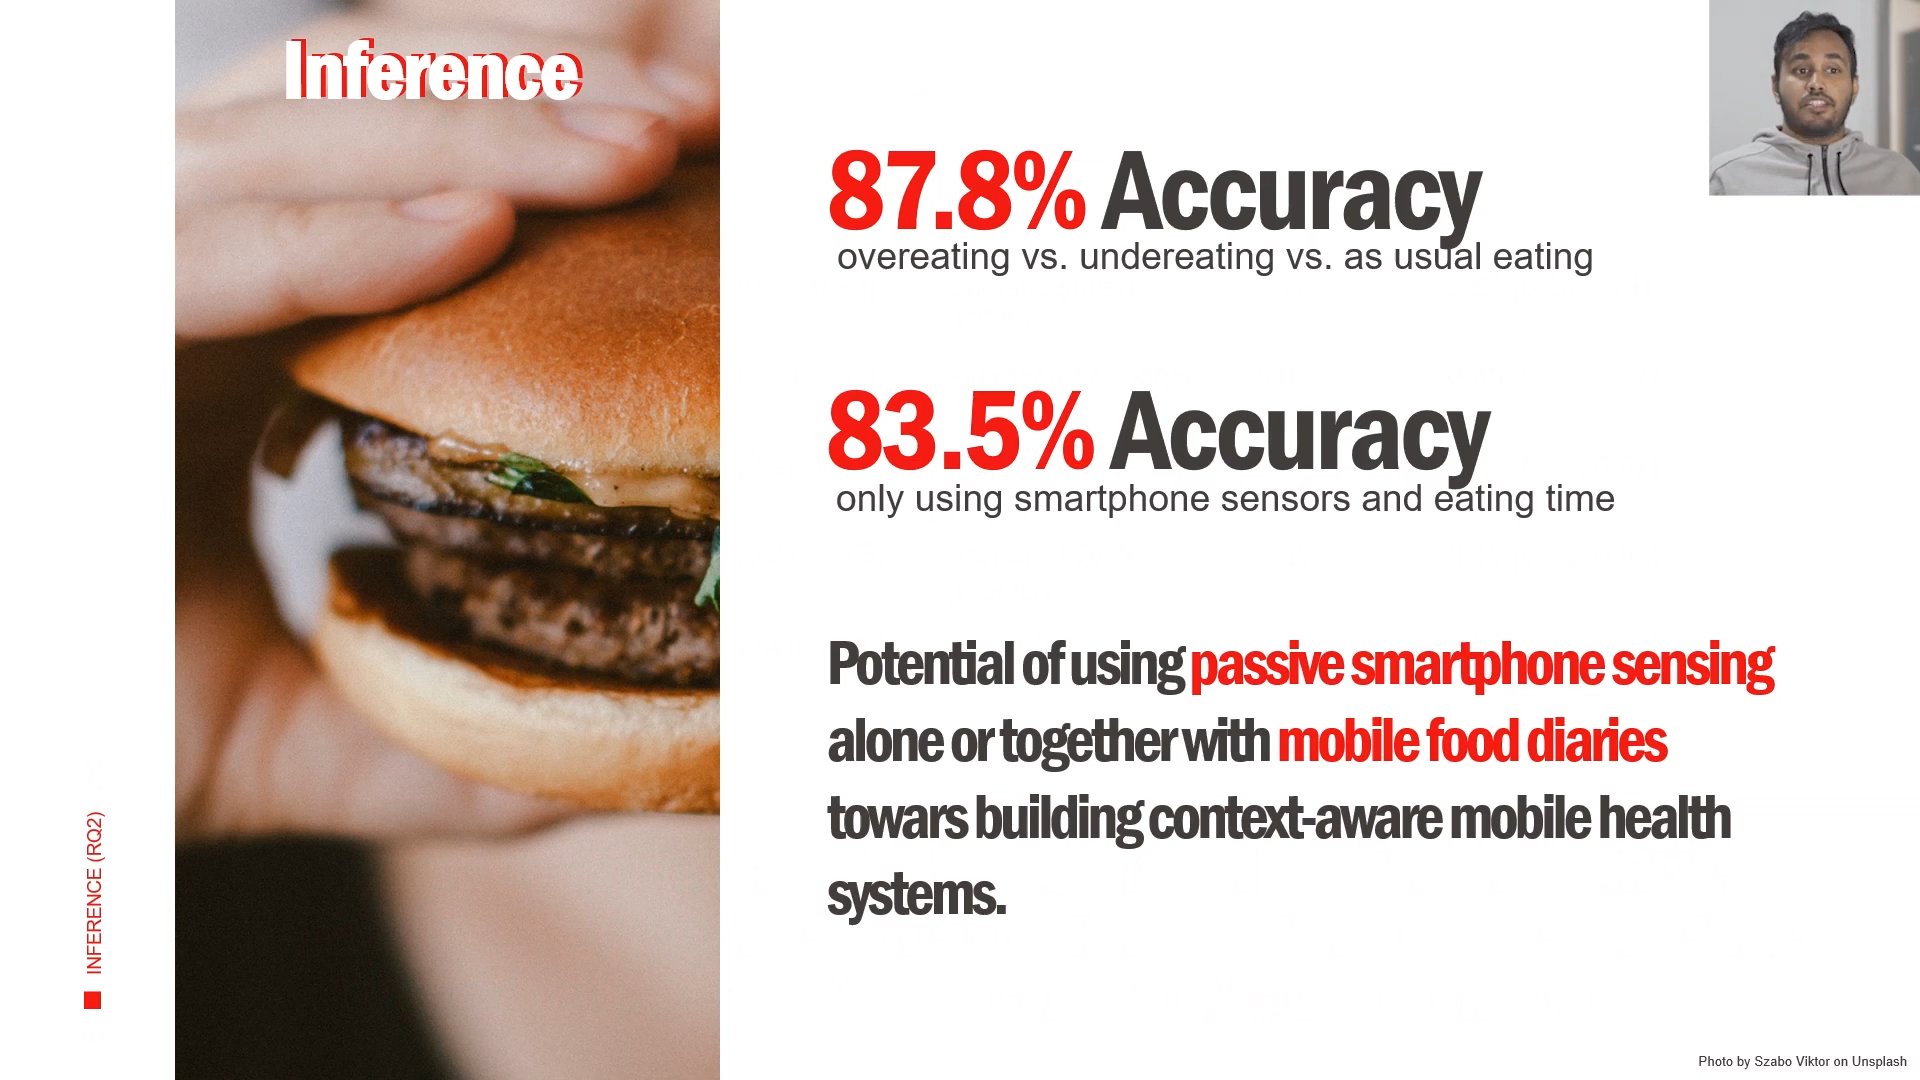 Inference
87.8% Accuracy
overeating vs. undereating vs. as usual eating
83.5% Accuracy
only using smartphone sensors and eating time
Potential of using passive smartphone sensing
alone or together with mobile food diaries
towars building context-aware mobile health
systems.
INFERENCE (RQ2)
Photo by Szabo Viktor on Unsplash